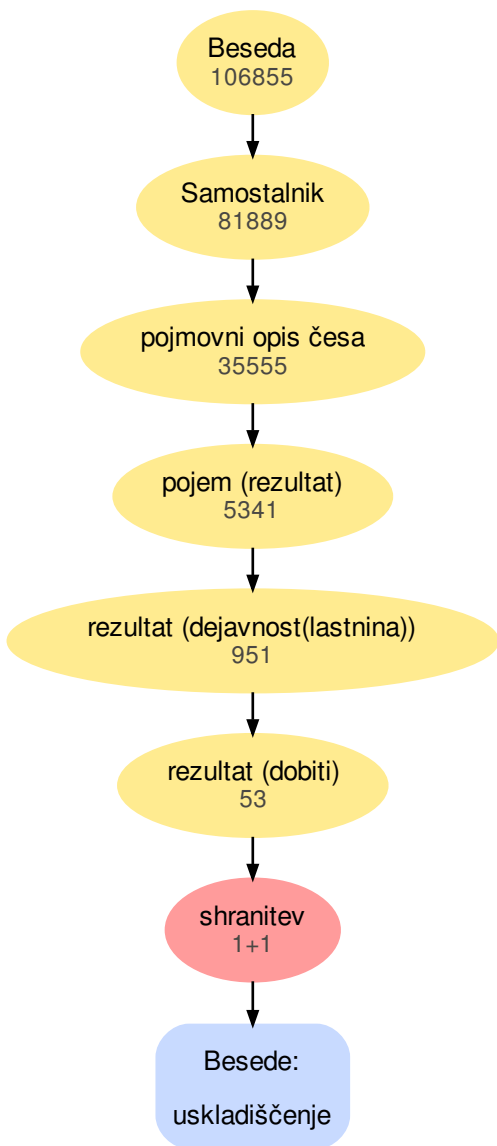 Beseda
106855
Samostalnik
81889
pojmovni opis česa
35555
pojem (rezultat)
5341
rezultat (dejavnost(lastnina))
951
rezultat (dobiti)
53
shranitev
1+1
Besede:
uskladiščenje